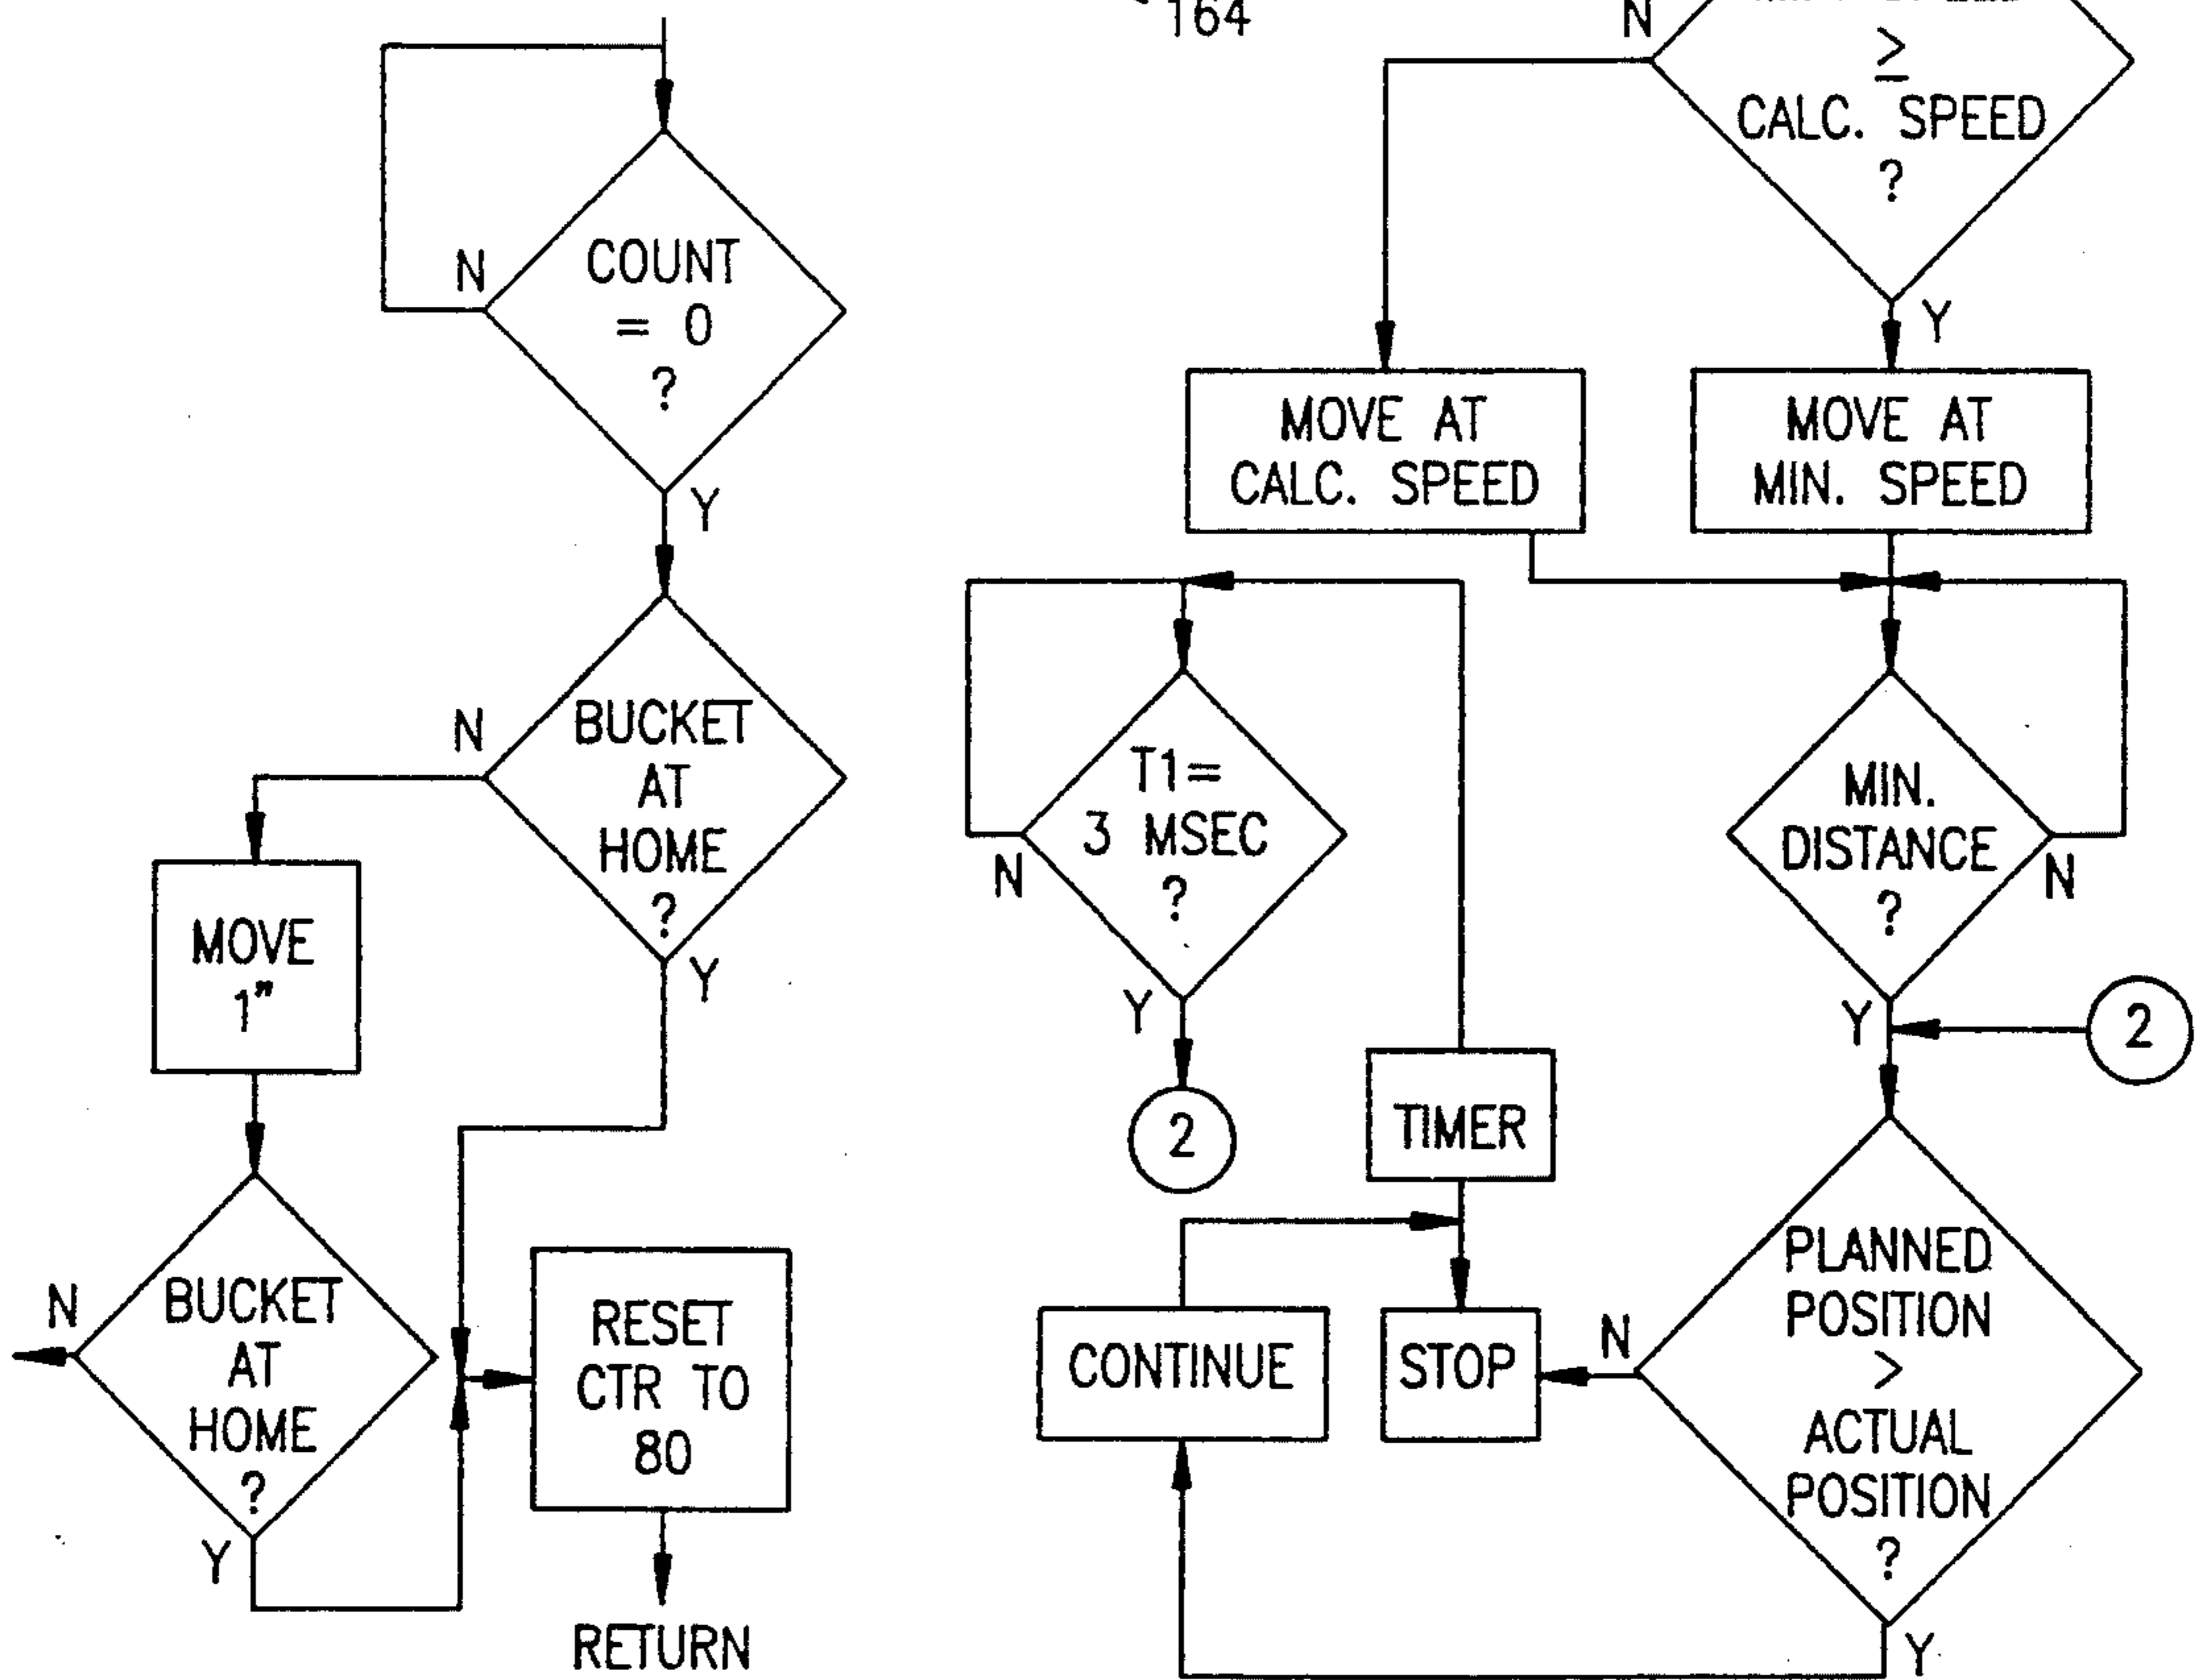 COUNT
= 0
?
N
Y
BUCKET
AT
HOME
?
N
Y
MOVE
1"
BUCKET
AT
HOME
?
N
Y
RESET
CTR TO
80
RETURN
164
N
≥
CALC. SPEED
?
Y
MOVE AT
CALC. SPEED
MOVE AT
MIN. SPEED
T1=
3 MSEC
?
N
Y
2
MIN.
DISTANCE
?
N
Y
2
TIMER
CONTINUE
STOP
N
PLANNED
POSITION
>
ACTUAL
POSITION
?
Y